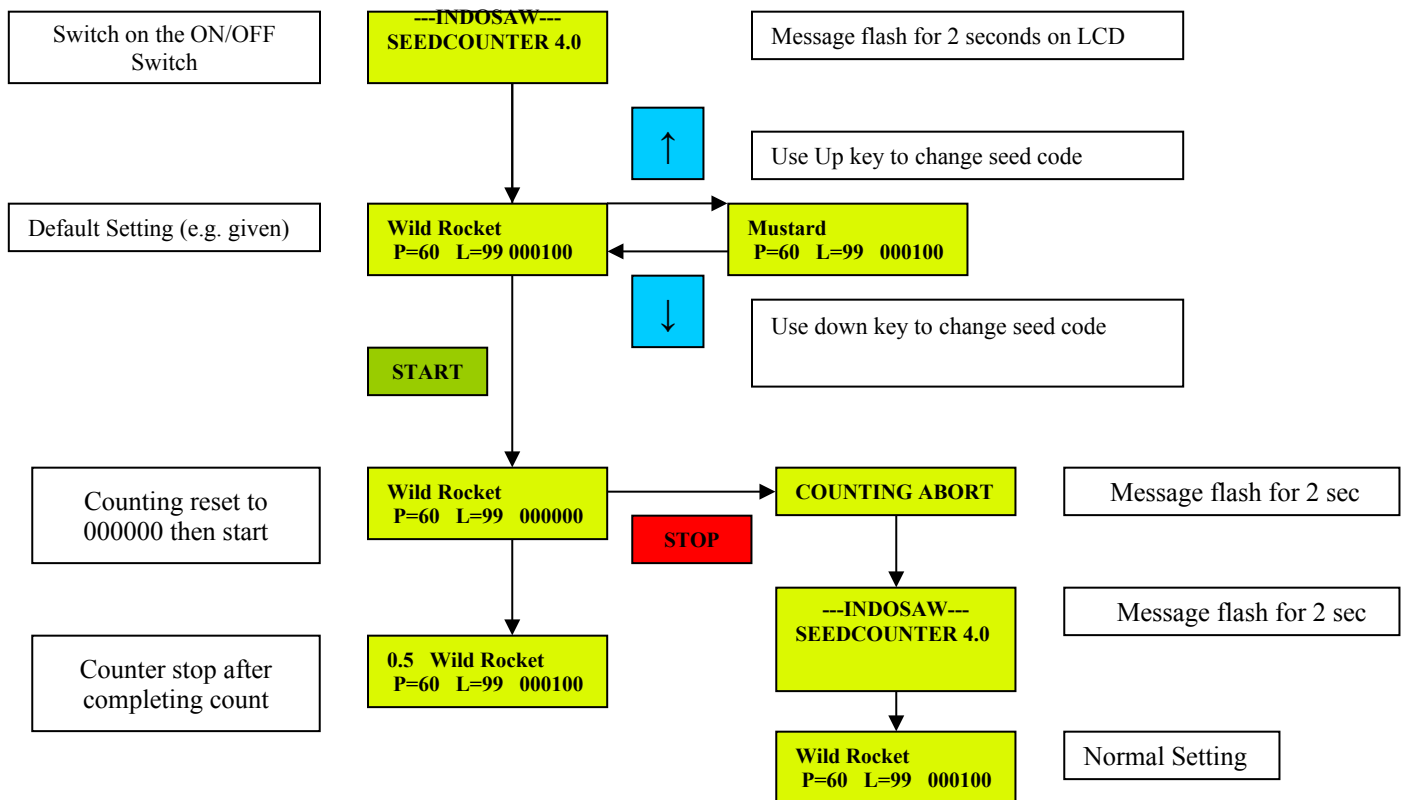 Switch on the ON/OFF
Switch
---INDOSAW---
SEEDCOUNTER 4.0
Message flash for 2 seconds on LCD
↑
Use Up key to change seed code
Default Setting (e.g. given)
Wild Rocket
P=60 L=99 000100
Mustard
P=60 L=99 000100
↓
Use down key to change seed code
START
Counting reset to
000000 then start
Wild Rocket
P=60 L=99 000000
COUNTING ABORT
Message flash for 2 sec
STOP
---INDOSAW---
SEEDCOUNTER 4.0
Message flash for 2 sec
Counter stop after
completing count
0.5 Wild Rocket
P=60 L=99 000100
Wild Rocket
P=60 L=99 000100
Normal Setting